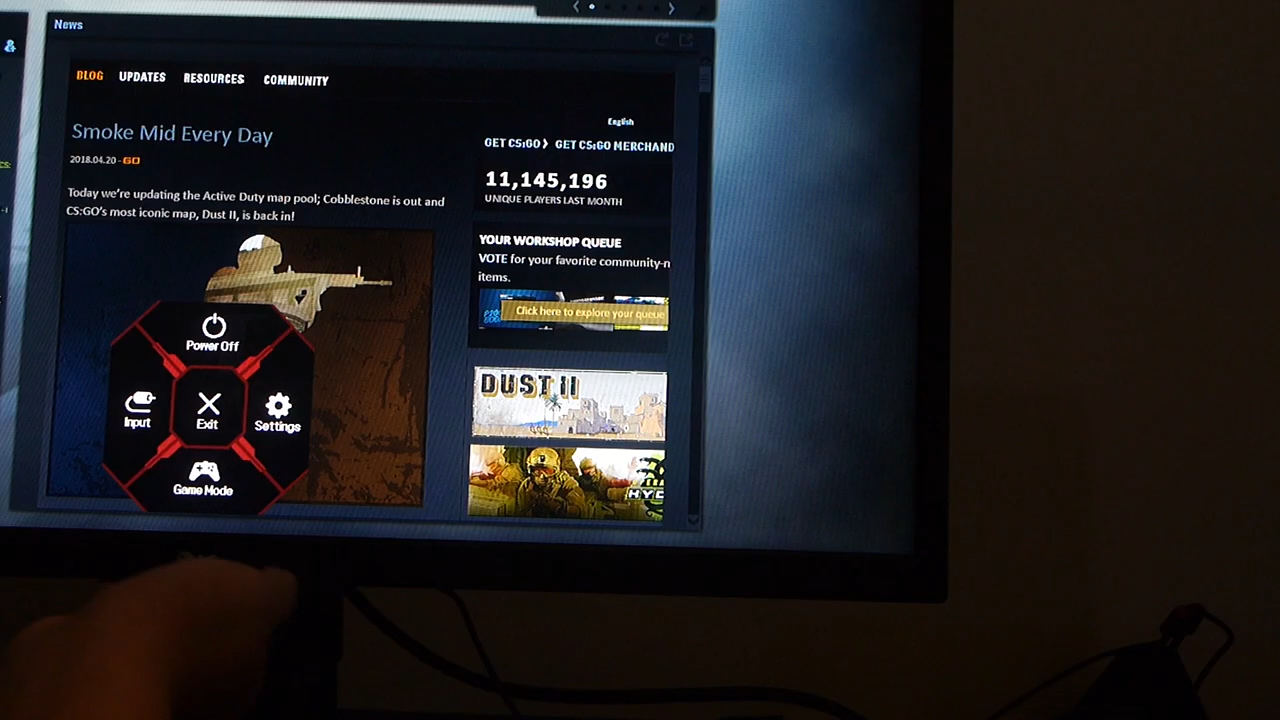 News
BLOG UPDATES RESOURCES COMMUNITY
Smoke Mid Every Day
2018.04.20 - GO
Today we're updating the Active Duty map pool; Cobblestone is out and
CS:GO's most iconic map, Dust II, is back in!
English
GET CS:GO GET CS:GO MERCHAND
11,145,196
UNIQUE PLAYERS LAST MONTH
YOUR WORKSHOP QUEUE
VOTE for your favorite community-n
items.
Click here to explore your queue
DUST II
HYD
Power Off
Input
Exit
Settings
Game Mode